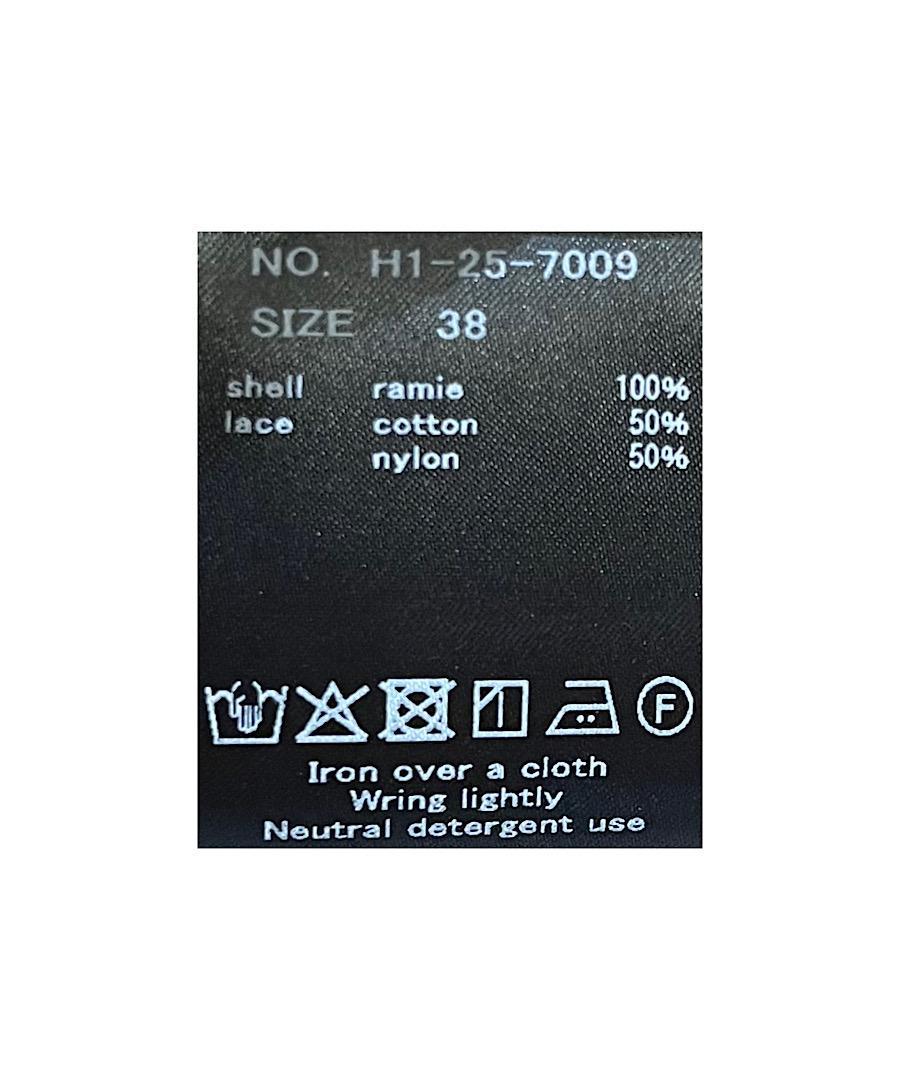 NO. H1-25-7009
SIZE 38
shell ramie 100%
lace cotton 50%
nylon 50%
F
Iron over a cloth
Wring lightly
Neutral detergent use